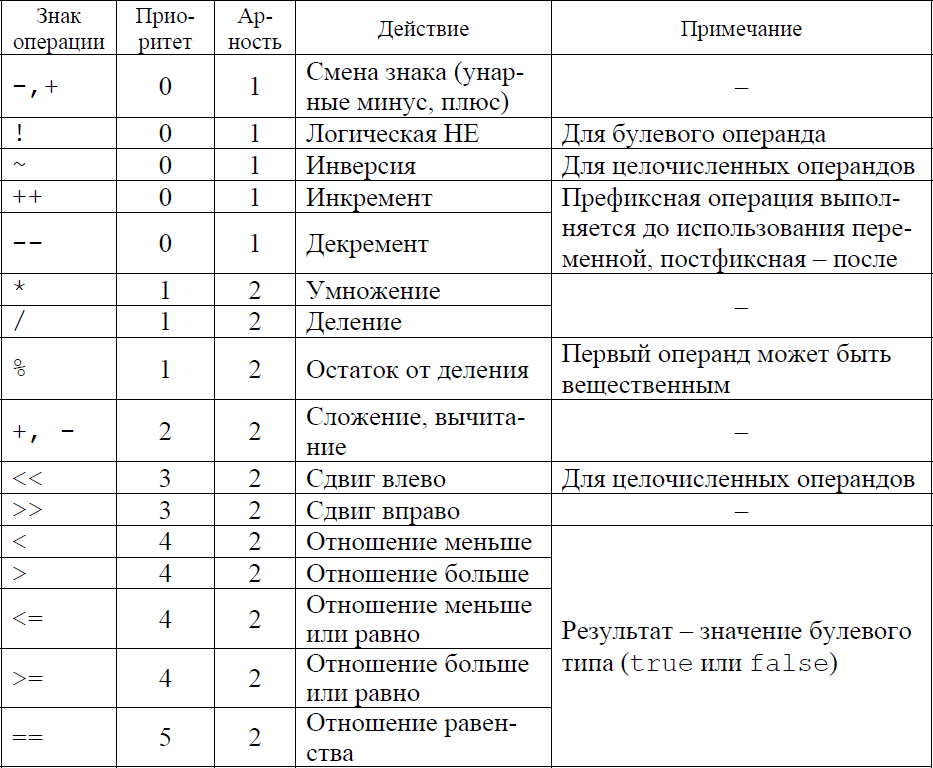 Знак операции Прио- ритет Ар- ность Действие Примечание
-,+ 0 1 Смена знака (унар- –
ные минус, плюс)
! 0 1 Логическая НЕ Для булевого операнда
~ 0 1 Инверсия Для целочисленных операндов
++ 0 1 Инкремент Префиксная операция выпол-
няется до использования пере-
-- 0 1 Декремент менной, постфиксная – после
* 1 2 Умножение –
/ 1 2 Деление
% 1 2 Остаток от деления Первый операнд может быть
вещественным
+, - 2 2 Сложение, вычита- –
ние
<< 3 2 Сдвиг влево Для целочисленных операндов
>> 3 2 Сдвиг вправо –
< 4 2 Отношение меньше
> 4 2 Отношение больше
<= 4 2 Отношение меньше
или равно
Результат – значение булевого
типа (true или false)
>= 4 2 Отношение больше
или равно
== 5 2 Отношение равен-
ства